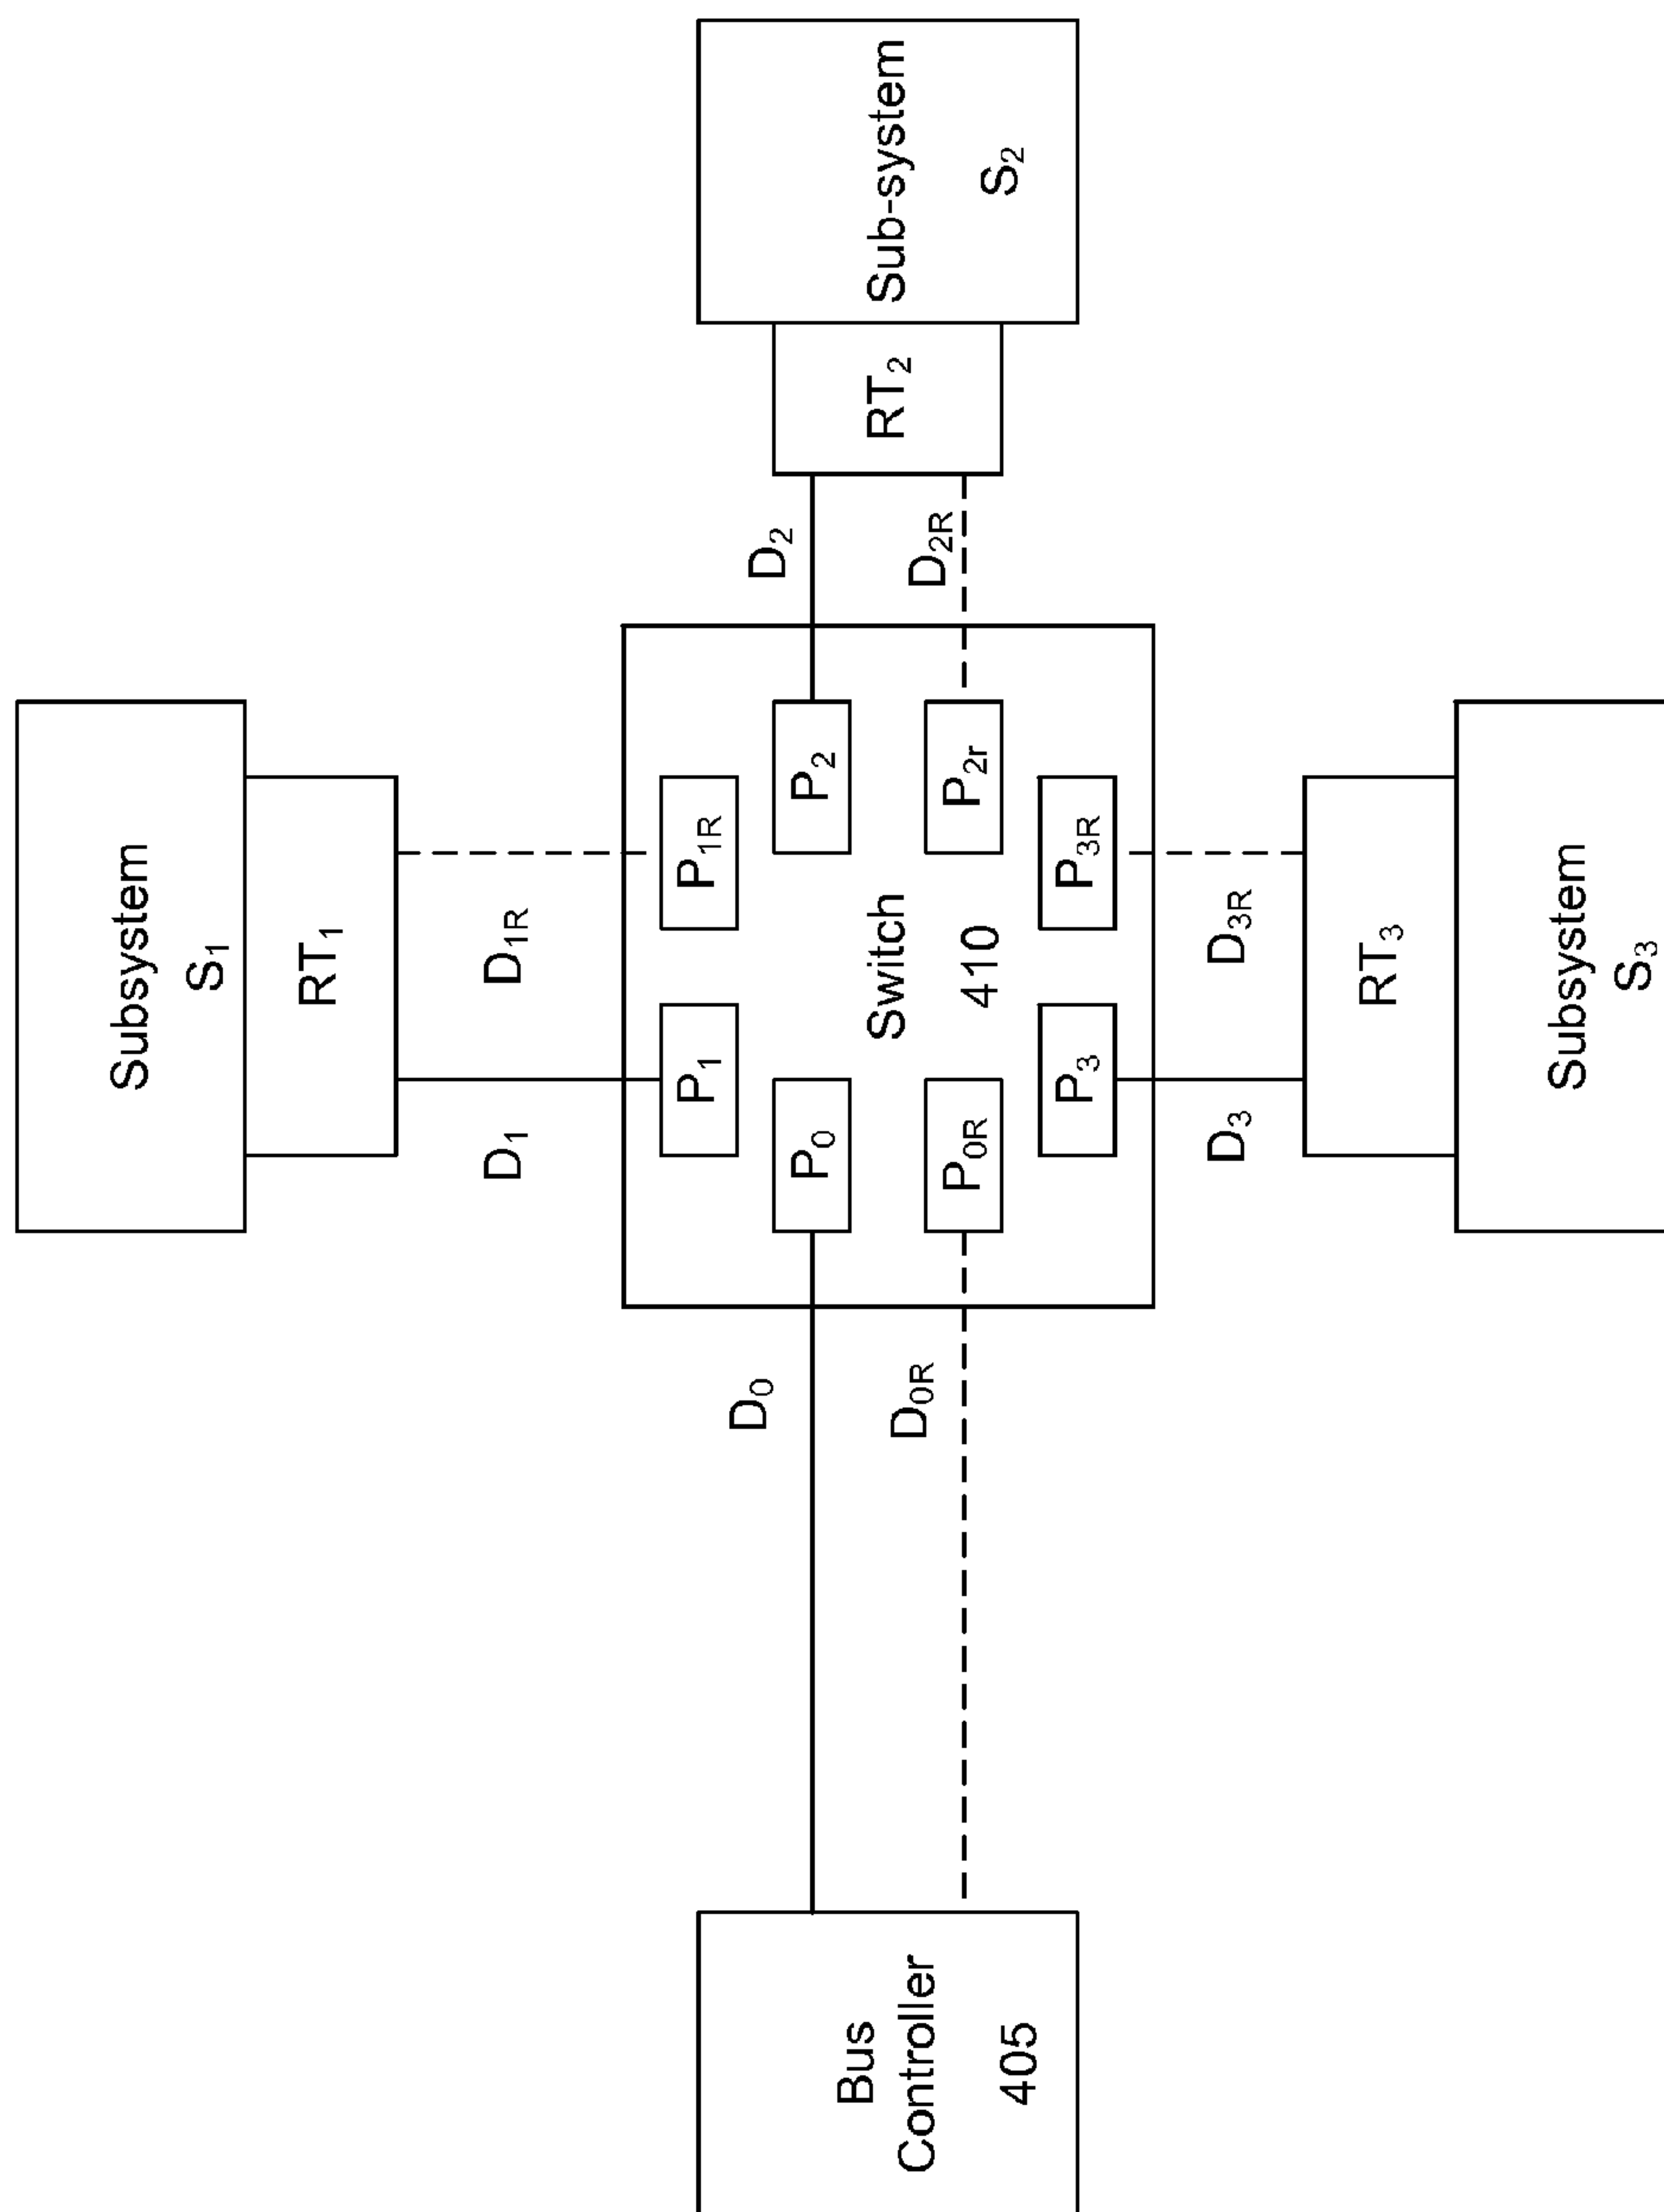 Subsystem
S1
RT1
D1
D1R
Bus
Controller
405
D0
D0R
P1
P1R
P0
P2
Switch
410
P0R
P2r
P3
P3R
D2
D2R
RT2
Sub-system
S2
D3
D3R
RT3
Subsystem
S3